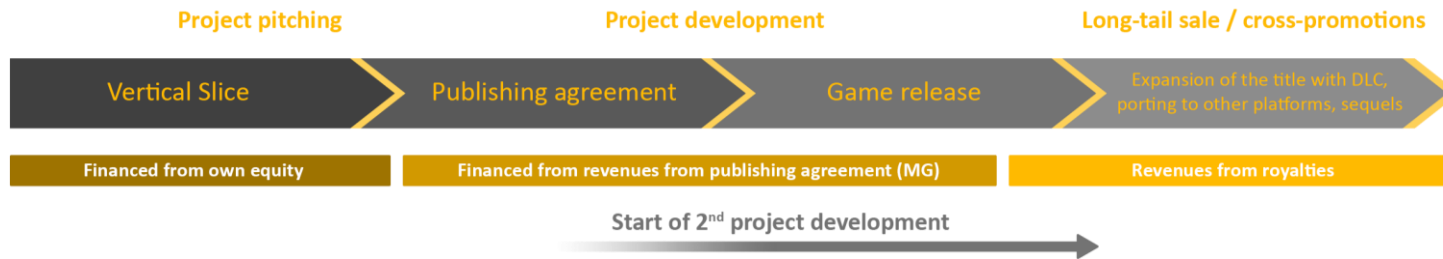 Project pitching
Project development
Long-tail sale / cross-promotions
Vertical Slice
Publishing agreement
Game release
Expansion of the title with DLC,
porting to other platforms, sequels
Financed from own equity
Financed from revenues from publishing agreement (MG)
Revenues from royalties
Start of 2nd project development